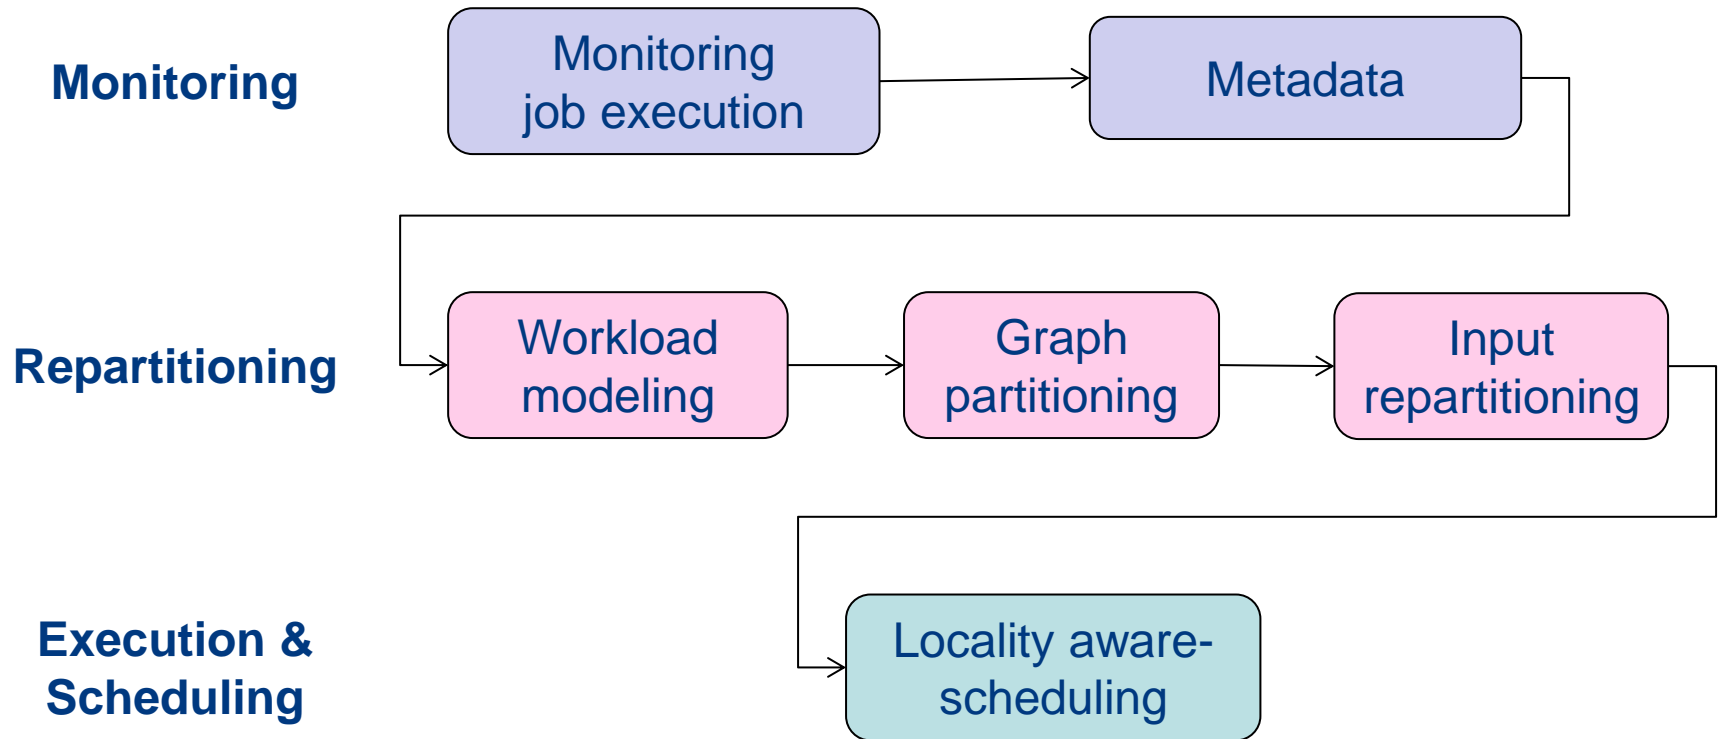 Monitoring
Monitoring
job execution
Metadata
Repartitioning
Workload
modeling
Graph
partitioning
Input
repartitioning
Execution &
Scheduling
Locality aware-
scheduling